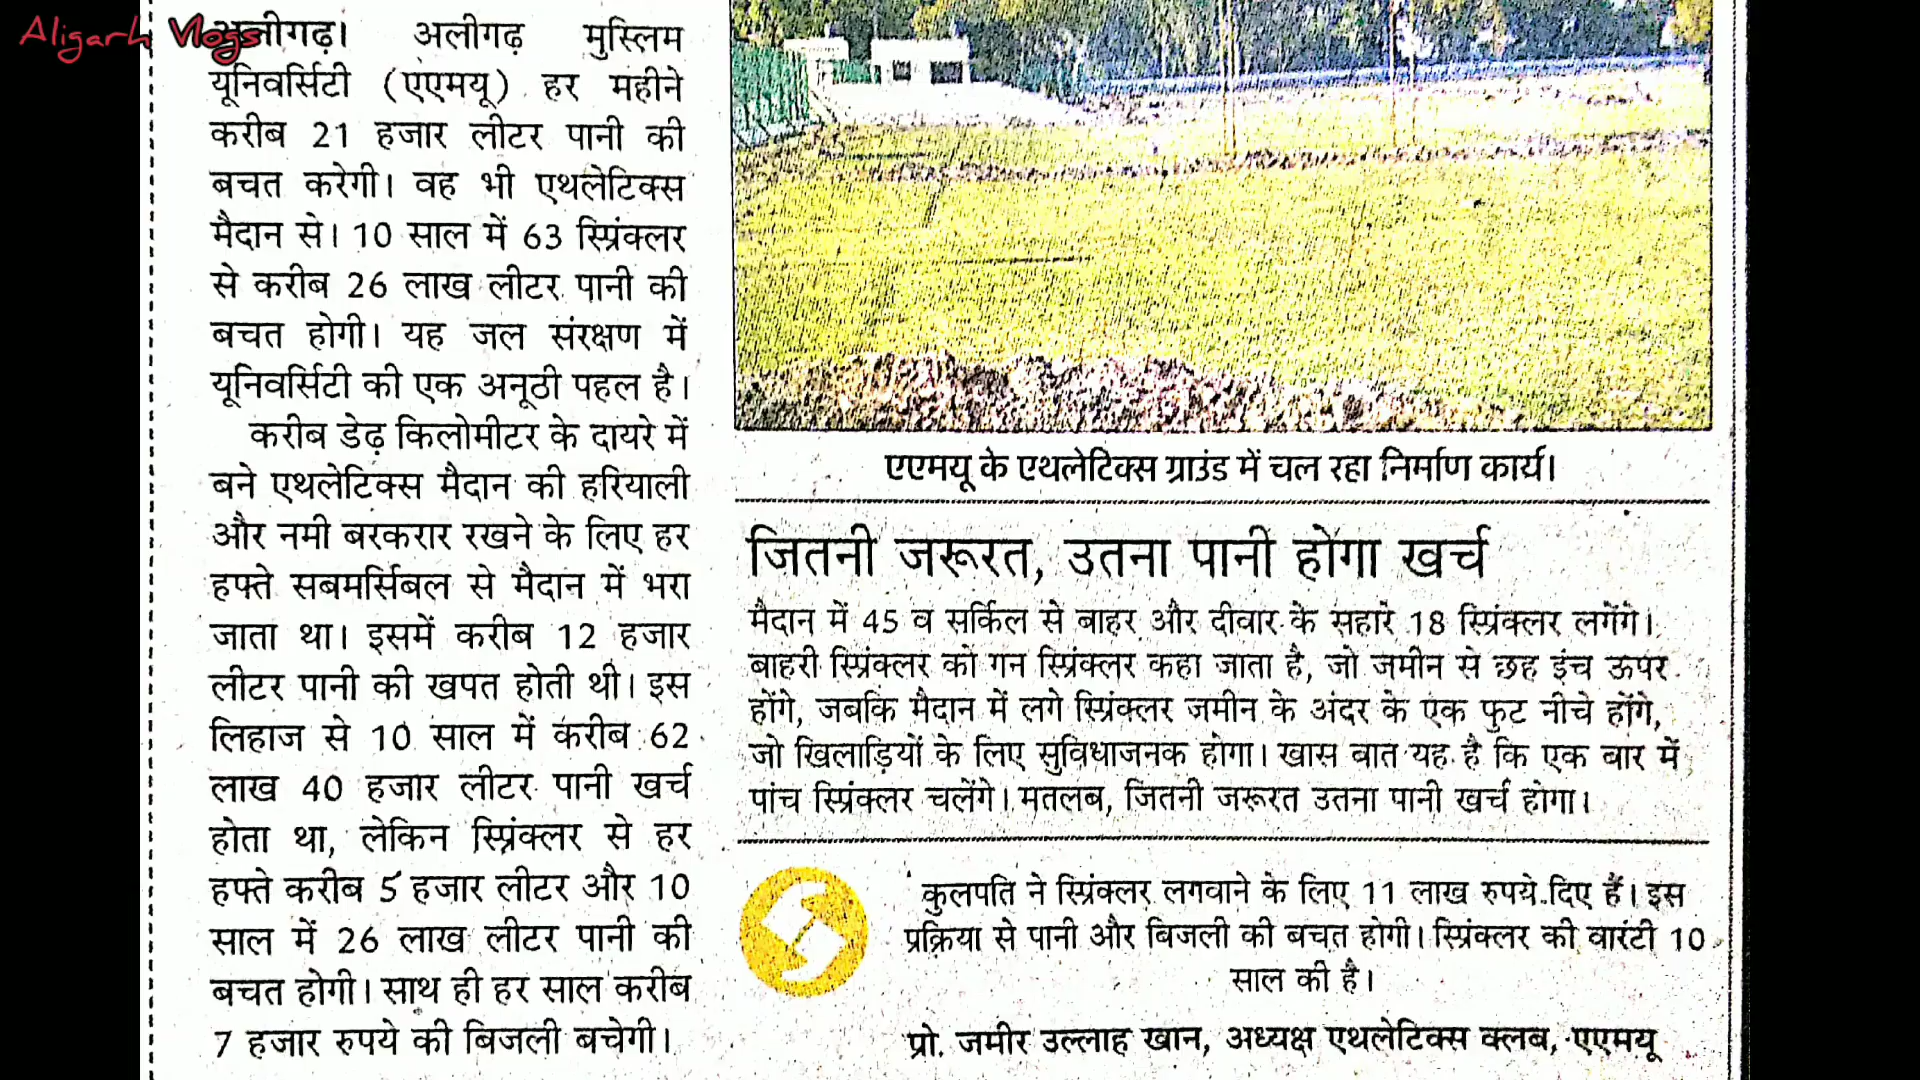 Aligarh Vlogs
अलीगढ़। अलीगढ़ मुस्लिम
यूनिवर्सिटी (एएमयू) हर महीने
करीब 21 हजार लीटर पानी की
बचत करेगी। वह भी एथलेटिक्स
मैदान से। 10 साल में 63 स्प्रिंक्लर
से करीब 26 लाख लीटर पानी की
बचत होगी। यह जल संरक्षण में
यूनिवर्सिटी की एक अनूठी पहल है।
करीब डेढ़ किलोमीटर के दायरे में
बने एथलेटिक्स मैदान की हरियाली
और नमी बरकरार रखने के लिए हर
हफ्ते सबमर्सिबल से मैदान में भरा
जाता था। इसमें करीब 12 हजार
लीटर पानी की खपत होती थी। इस
लिहाज से 10 साल में करीब 62
लाख 40 हजार लीटर पानी खर्च
होता था, लेकिन स्प्रिंक्लर से हर
हफ्ते करीब 5 हजार लीटर और 10
साल में 26 लाख लीटर पानी की
बचत होगी। साथ ही हर साल करीब
7 हजार रुपये की बिजली बचेगी।
एएमयू के एथलेटिक्स ग्राउंड में चल रहा निर्माण कार्य।
जितनी जरूरत, उतना पानी होगा खर्च
मैदान में 45 व सर्किल से बाहर और दीवार के सहारे 18 स्प्रिंक्लर लगेंगे।
बाहरी स्प्रिंक्लर को गन स्प्रिंक्लर कहा जाता है, जो जमीन से छह इंच ऊपर
होंगे, जबकि मैदान में लगे स्प्रिंक्लर जमीन के अंदर के एक फुट नीचे होंगे,
जो खिलाड़ियों के लिए सुविधाजनक होगा। खास बात यह है कि एक बार में
पांच स्प्रिंक्लर चलेंगे। मतलब, जितनी जरूरत उतना पानी खर्च होगा।
कुलपति ने स्प्रिंक्लर लगवाने के लिए 11 लाख रुपये दिए हैं। इस
प्रक्रिया से पानी और बिजली की बचत होगी। स्प्रिंक्लर की वारंटी 10
साल की है।
प्रो. जमीर उल्लाह खान, अध्यक्ष एथलेटिक्स क्लब, एएमयू